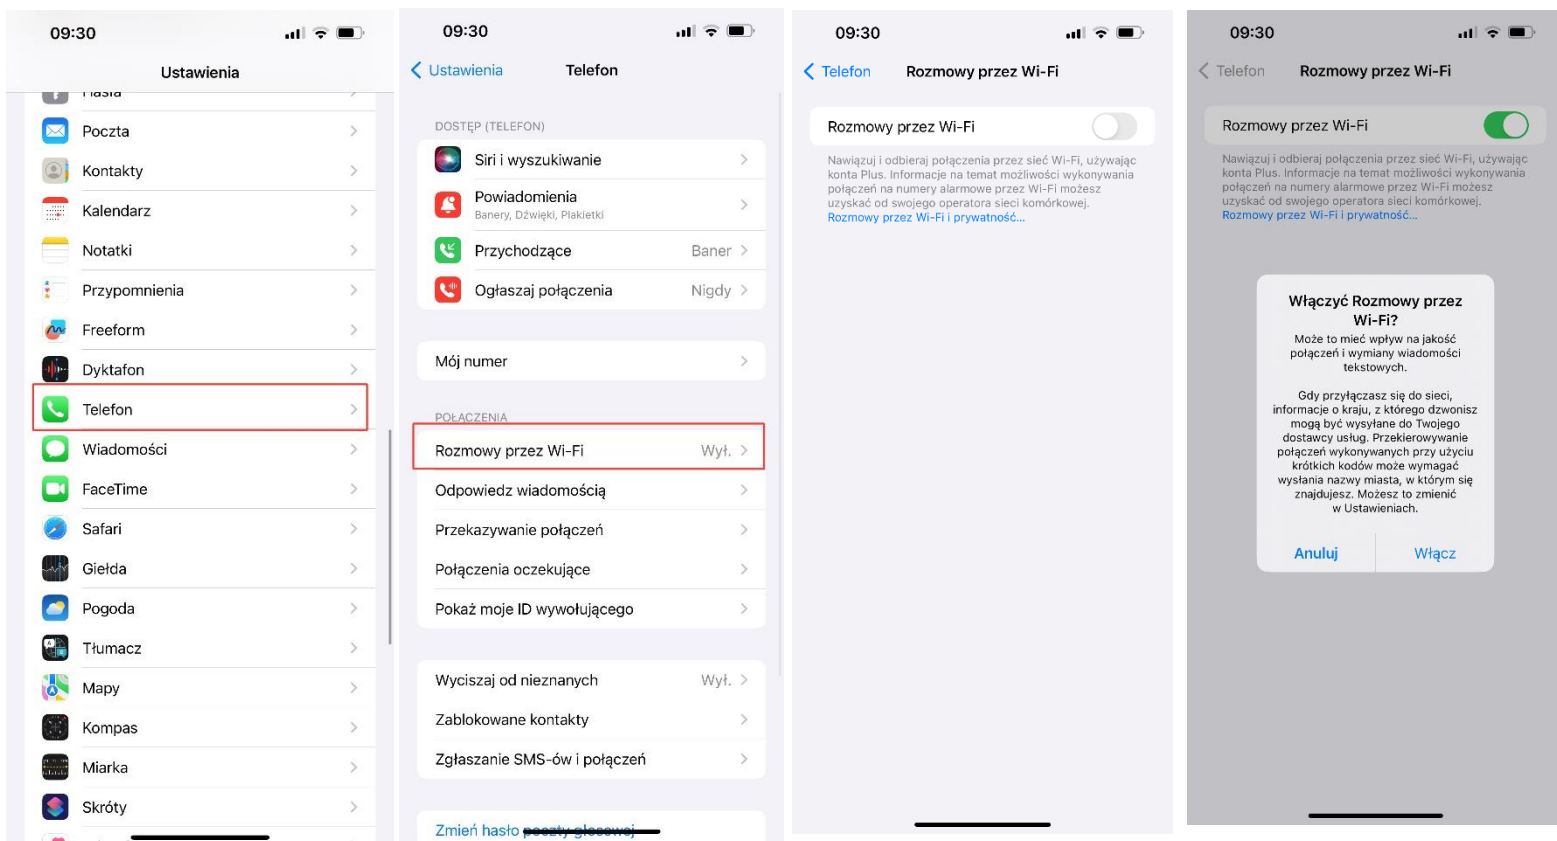 09:30
Ustawienia
Hasła
Poczta
Kontakty
Kalendarz
Notatki
Przypomnienia
Freeform
Dyktafon
Telefon
Wiadomości
FaceTime
Safari
Giełda
Pogoda
Tłumacz
Mapy
Kompas
Miarka
Skróty
09:30
Ustawienia
Telefon
DOSTĘP (TELEFON)
Siri i wyszukiwanie
Powiadomienia
Banery, Dźwięki, Plakietki
Przychodzące Baner
Ogłaszaj połączenia Nigdy
Mój numer
POŁĄCZENIA
Rozmowy przez Wi-Fi Wył.
Odpowiedz wiadomością
Przekazywanie połączeń
Połączenia oczekujące
Pokaż moje ID wywołującego
Wyciszaj od nieznanych Wył.
Zablokowane kontakty
Zgłaszanie SMS-ów i połączeń
Zmień hasło poczty głosowej
09:30
Telefon
Rozmowy przez Wi-Fi
Rozmowy przez Wi-Fi
Nawiązuj i odbieraj połączenia przez sieć Wi-Fi, używając
konta Plus. Informacje na temat możliwości wykonywania
połączeń na numery alarmowe przez Wi-Fi możesz
uzyskać od swojego operatora sieci komórkowej.
Rozmowy przez Wi-Fi i prywatność...
09:30
Telefon
Rozmowy przez Wi-Fi
Rozmowy przez Wi-Fi
Nawiązuj i odbieraj połączenia przez sieć Wi-Fi, używając
konta Plus. Informacje na temat możliwości wykonywania
połączeń na numery alarmowe przez Wi-Fi możesz
uzyskać od swojego operatora sieci komórkowej.
Rozmowy przez Wi-Fi i prywatność...
Włączyć Rozmowy przez
Wi-Fi?
Może to mieć wpływ na jakość
połączeń i wymiany wiadomości
tekstowych.
Gdy przyłączasz się do sieci,
informacje o kraju, z którego dzwonisz
mogą być wysyłane do Twojego
dostawcy usług. Przekierowywanie
połączeń wykonywanych przy użyciu
krótkich kodów może wymagać
wysłania nazwy miasta, w którym się
znajdujesz. Możesz to zmienić
w Ustawieniach.
Anuluj
Włącz